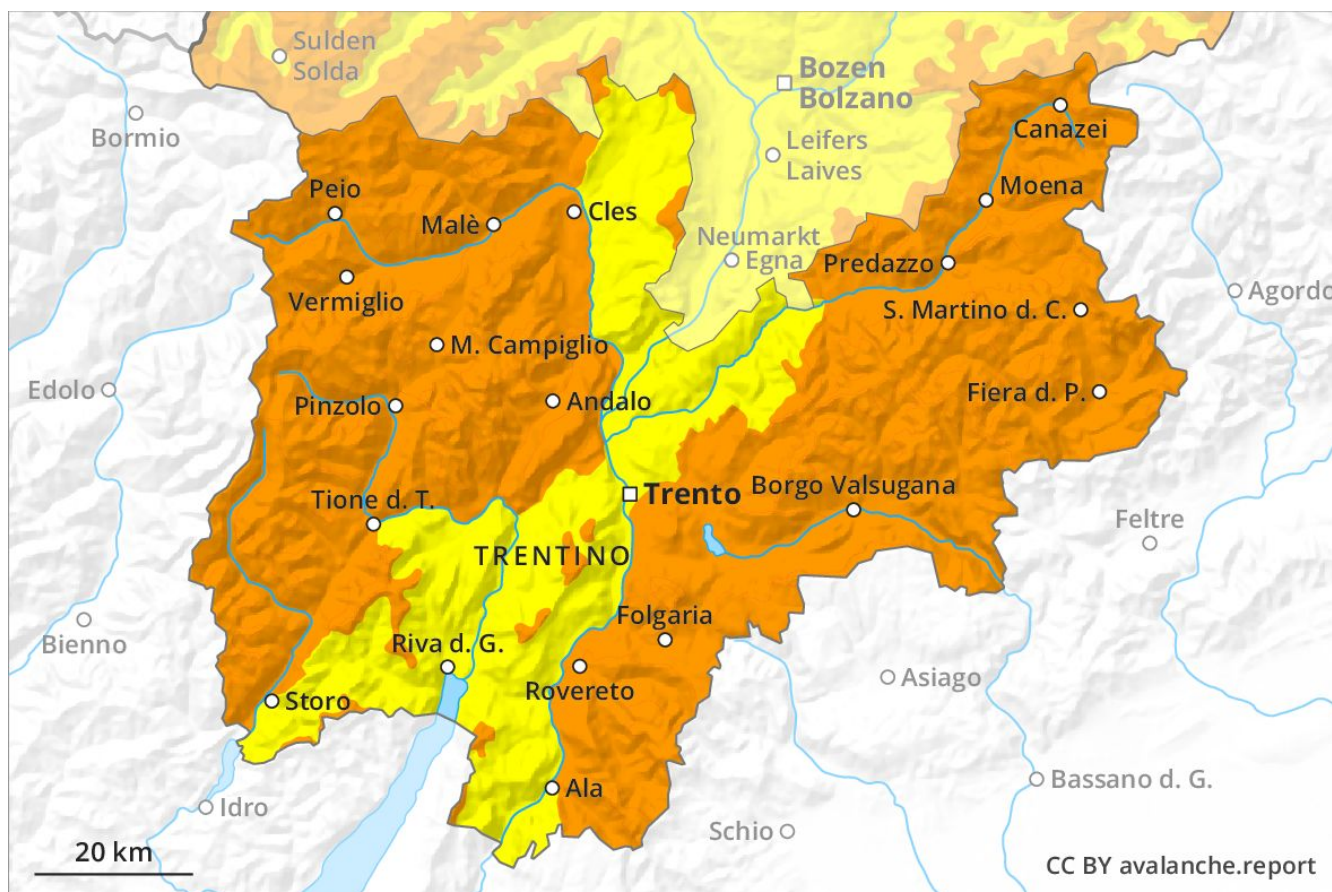 Sulden
Solda
Bozen
Bolzano
Bormio
Canazei
Leifers
Laives
Peio
Moena
Malè
Cles
Neumarkt
Egna
Predazzo
Vermiglio
Agordo
S. Martino d. C.
M. Campiglio
Edolo
Pinzolo
Andalo
Fiera d. P.
Trento
Borgo Valsugana
Tione d. T.
Feltre
TRENTINO
Folgaria
Bienno
Riva d. G.
Rovereto
Asiago
Storo
Bassano d. G.
Ala
Idro
Schio
20 km
CC BY avalanche.report